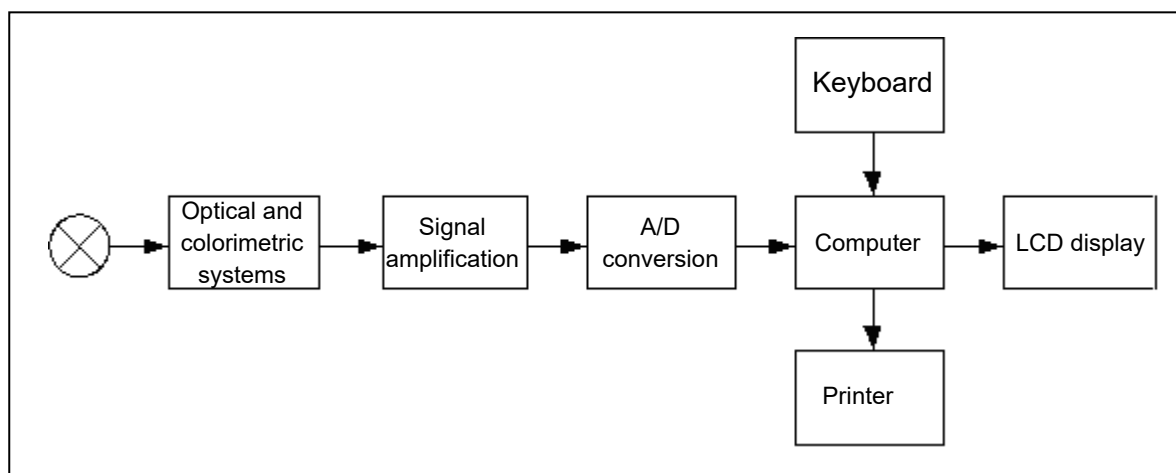 Keyboard
Optical and
colorimetric
systems
Signal
amplification
A/D
conversion
Computer
LCD display
Printer